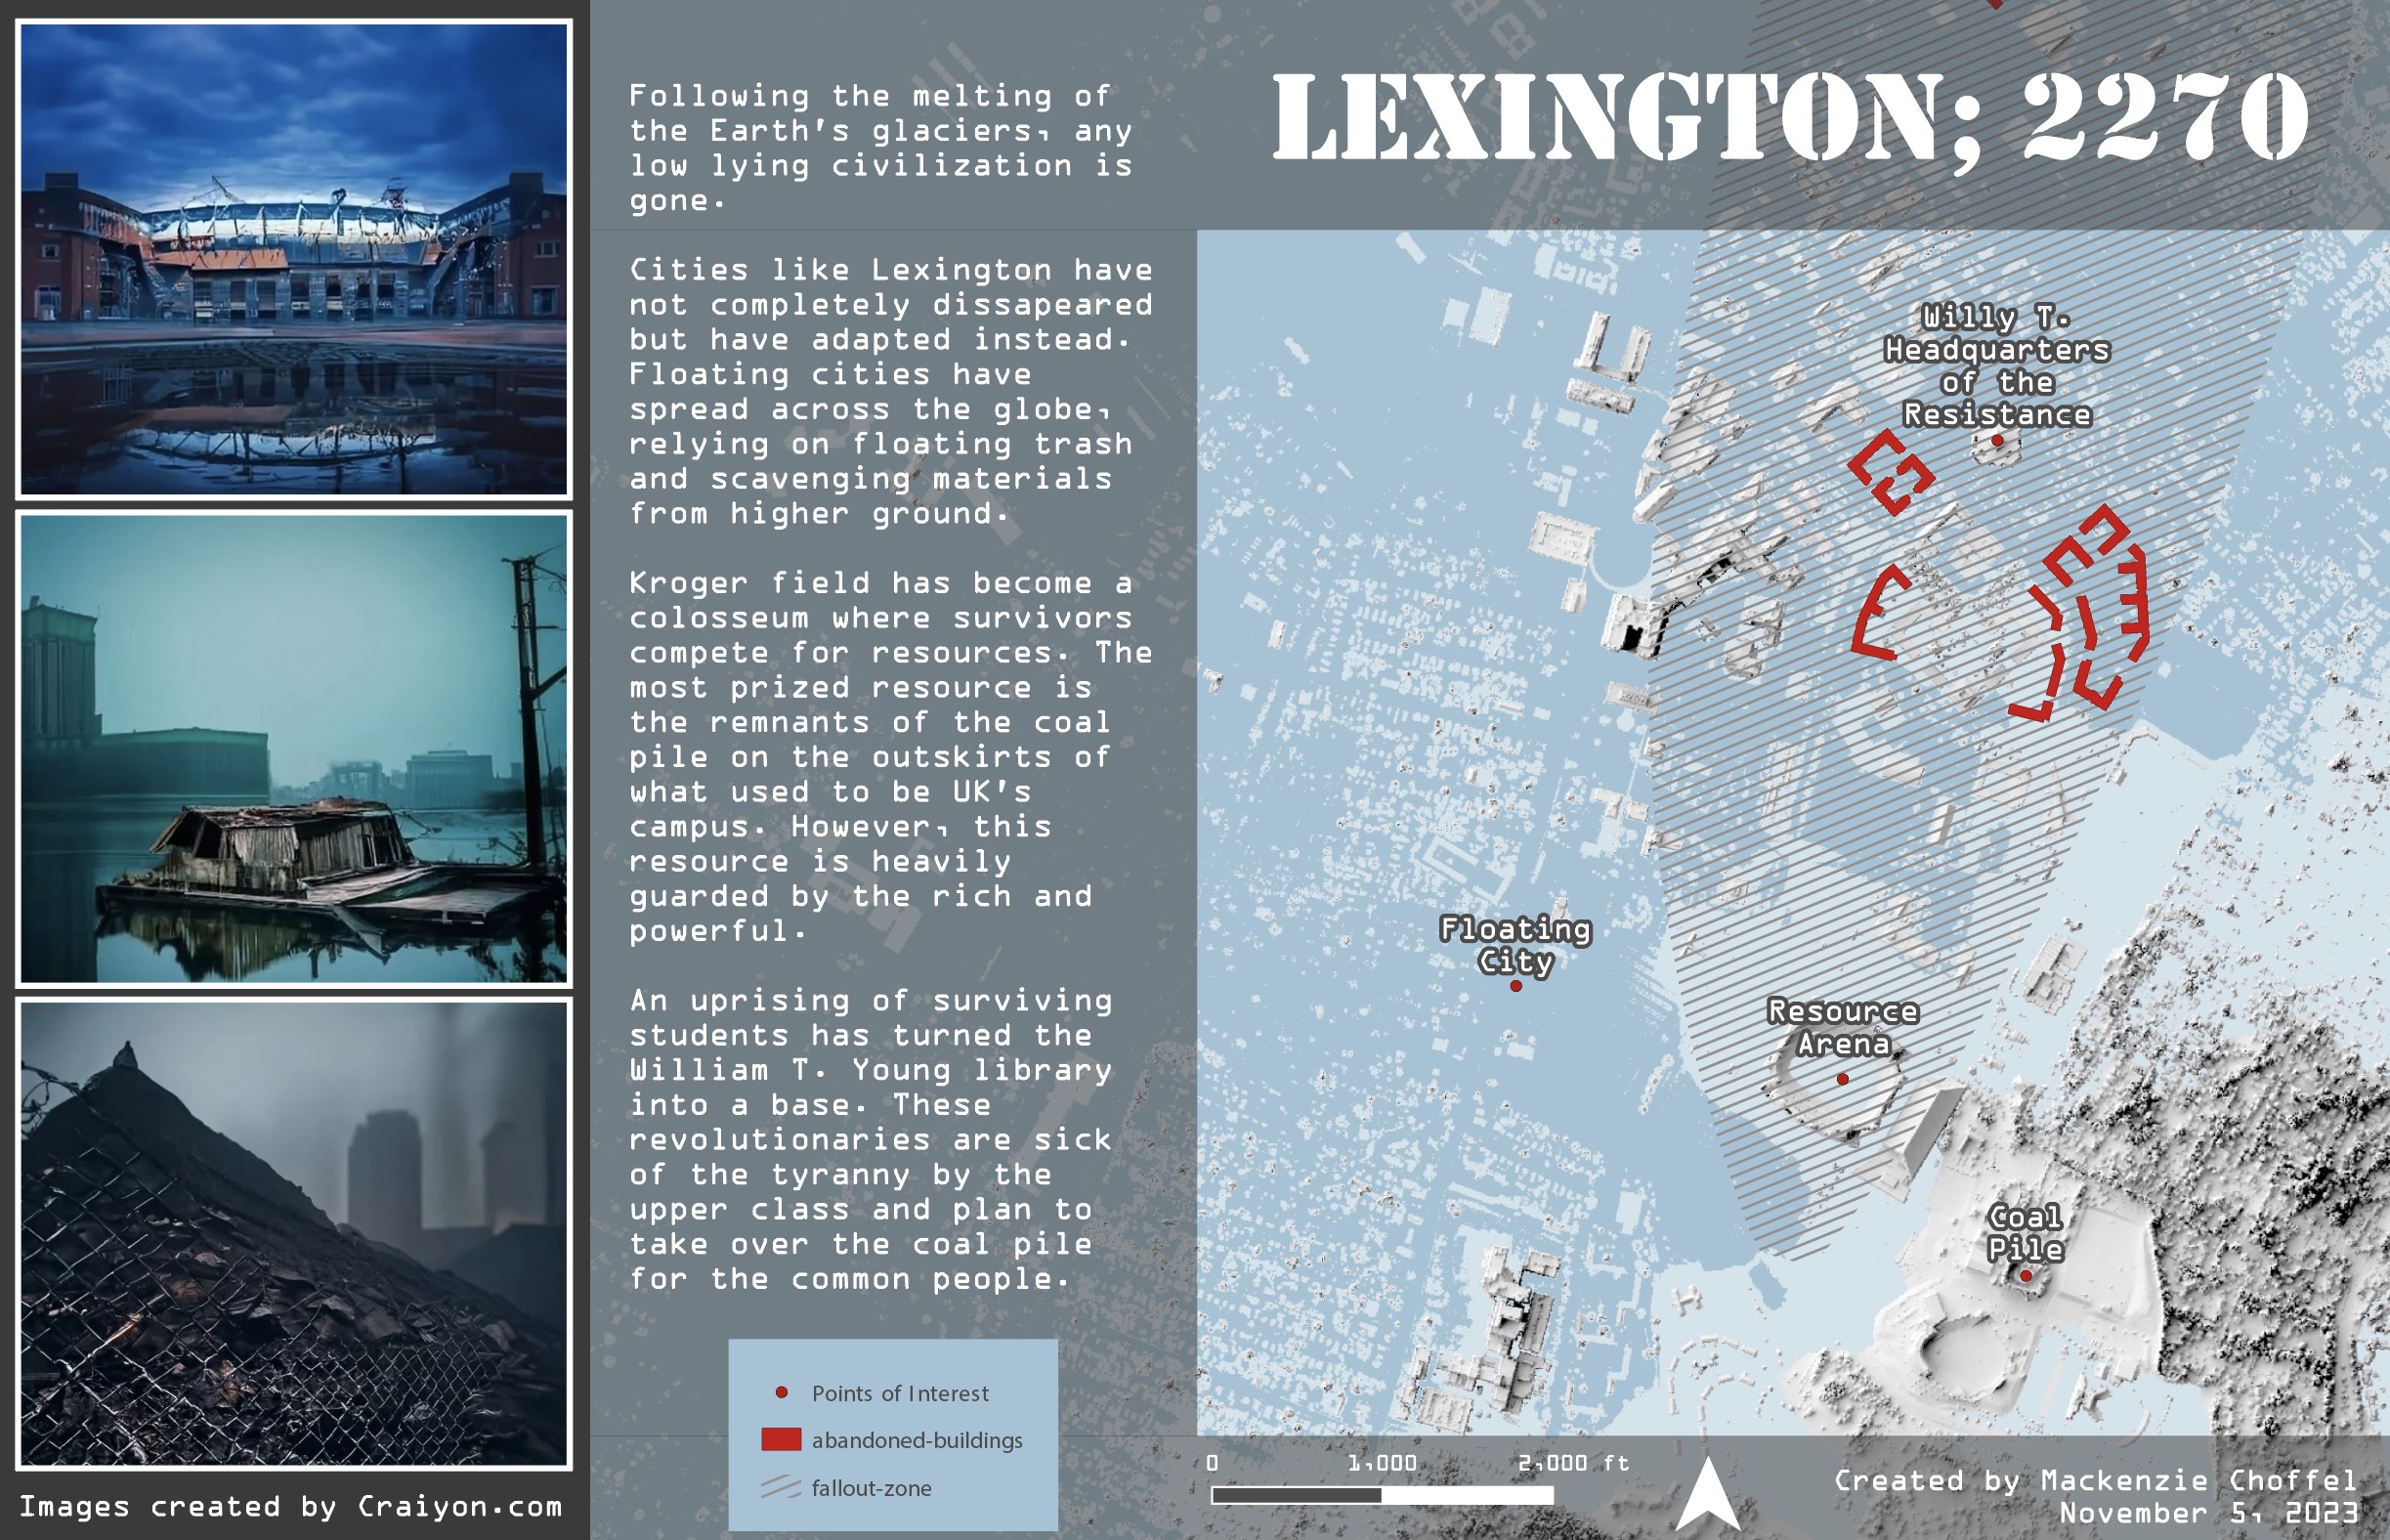 LEXINGTON; 2270
Following the melting of
the Earth's glaciers, any
low lying civilization is
gone.
Cities like Lexington have
not completely dissapeared
but have adapted instead.
Floating cities have
spread across the globe,
relying on floating trash
and scavenging materials
from higher ground.
Kroger field has become a
colosseum where survivors
compete for resources. The
most prized resource is
the remnants of the coal
pile on the outskirts of
what used to be UK's
campus. However, this
resource is heavily
guarded by the rich and
powerful.
An uprising of surviving
students has turned the
William T. Young library
into a base. These
revolutionaries are sick
of the tyranny by the
upper class and plan to
take over the coal pile
for the common people.
Willy T.
Headquarters
of the
Resistance
Floating
City
Resource
Arena
Coal
Pile
Points of Interest
abandoned-buildings
fallout-zone
0 1,000 2,000 ft
Images created by Craiyon.com
Created by Mackenzie Choffel
November 5, 2023